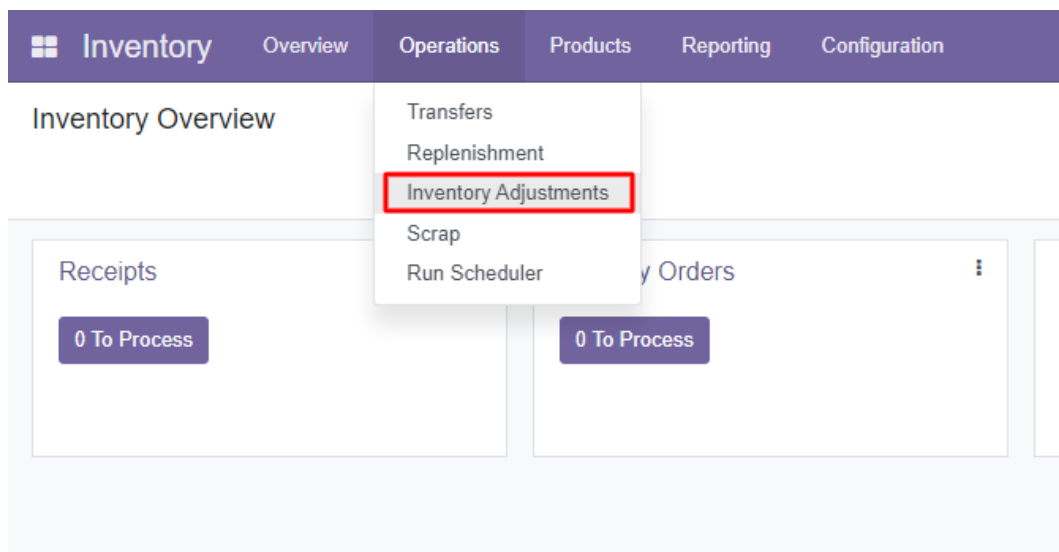 Inventory Overview Operations Products Reporting Configuration
Inventory Overview
Transfers
Replenishment
Inventory Adjustments
Scrap
Run Scheduler
Receipts
y Orders
0 To Process
0 To Process